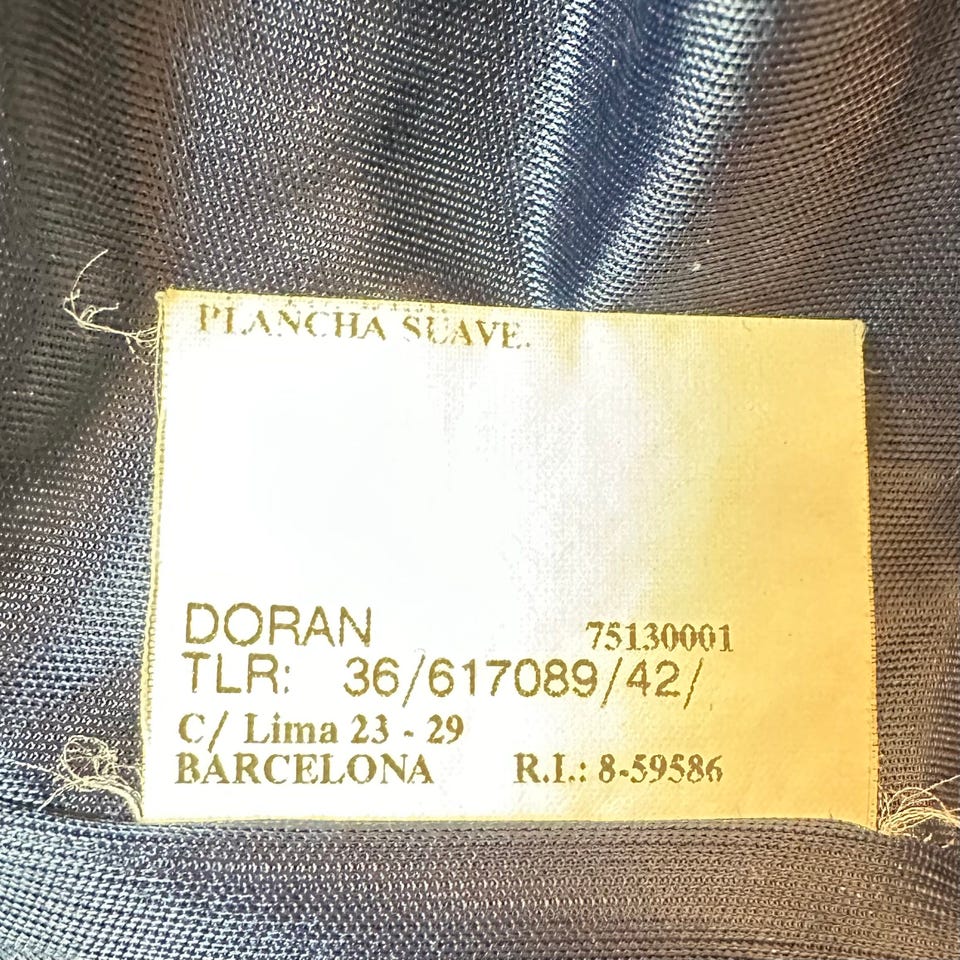 PLANCHA SUAVE.
DORAN 75130001
TLR: 36/617089/42/
C/ Lima 23 - 29
BARCELONA R.I.: 8-59586